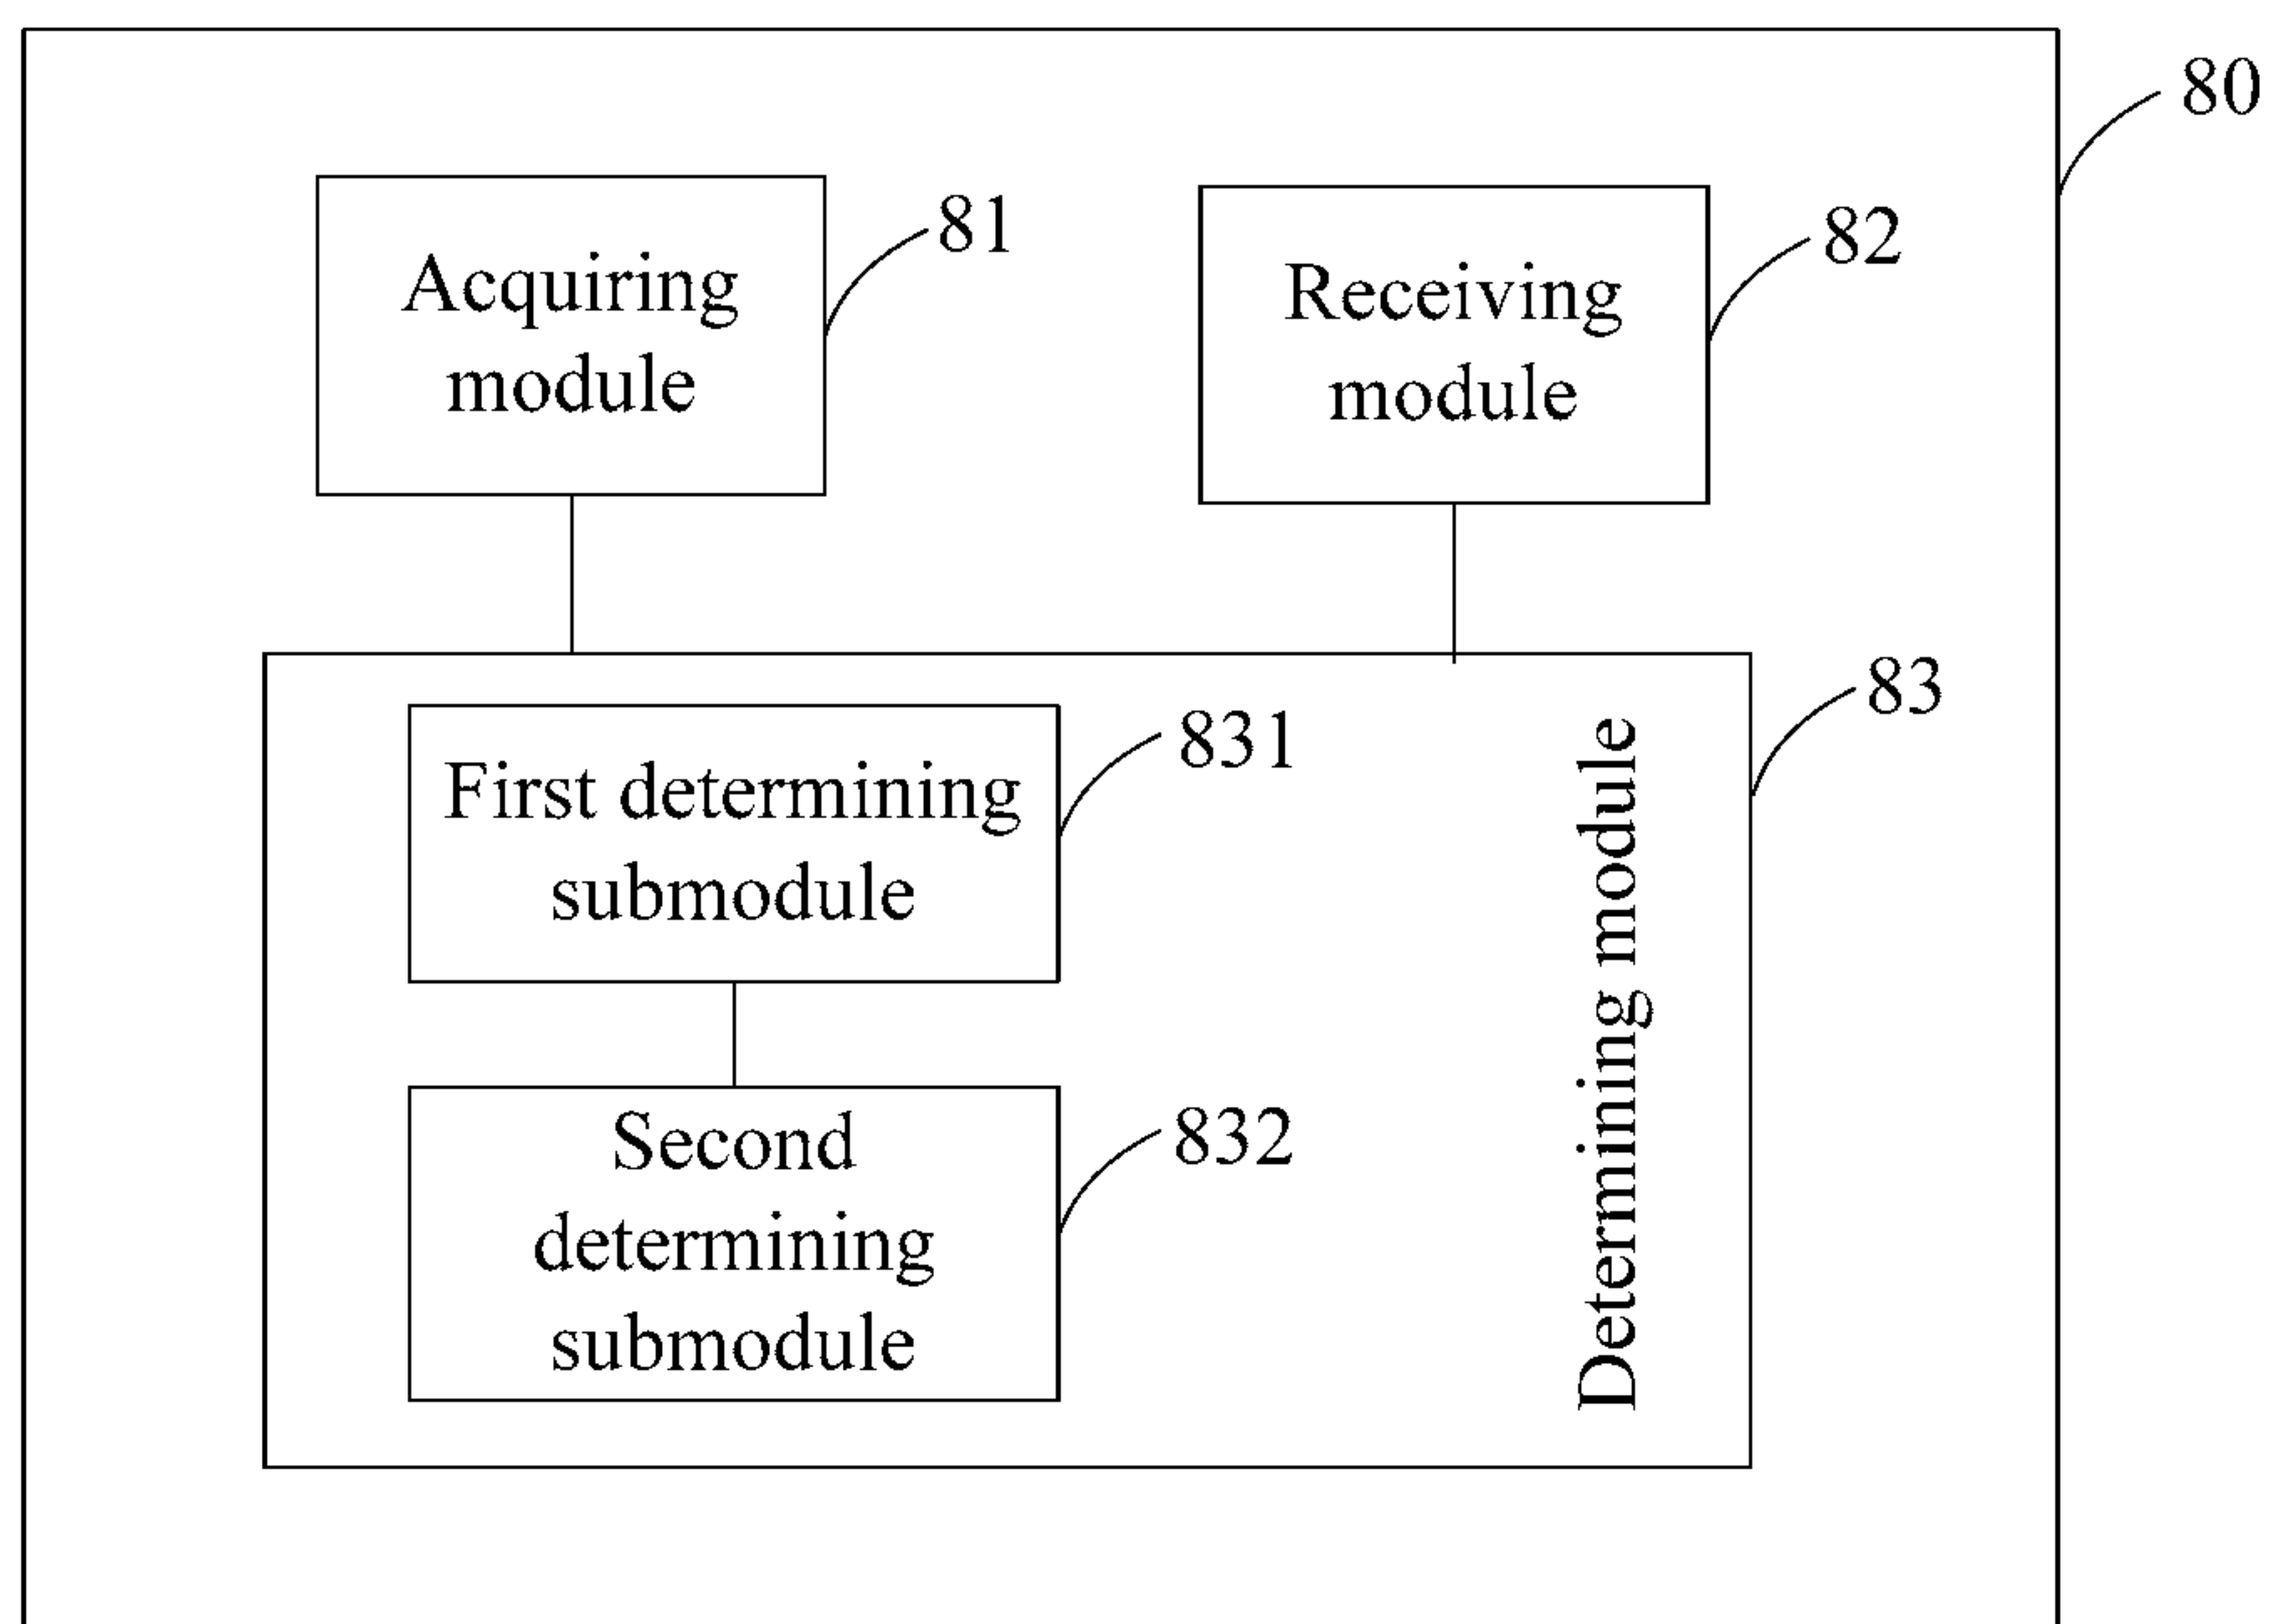 80
81
Acquiring
module
82
Receiving
module
83
831
First determining
submodule
832
Second
determining
submodule
Determining module